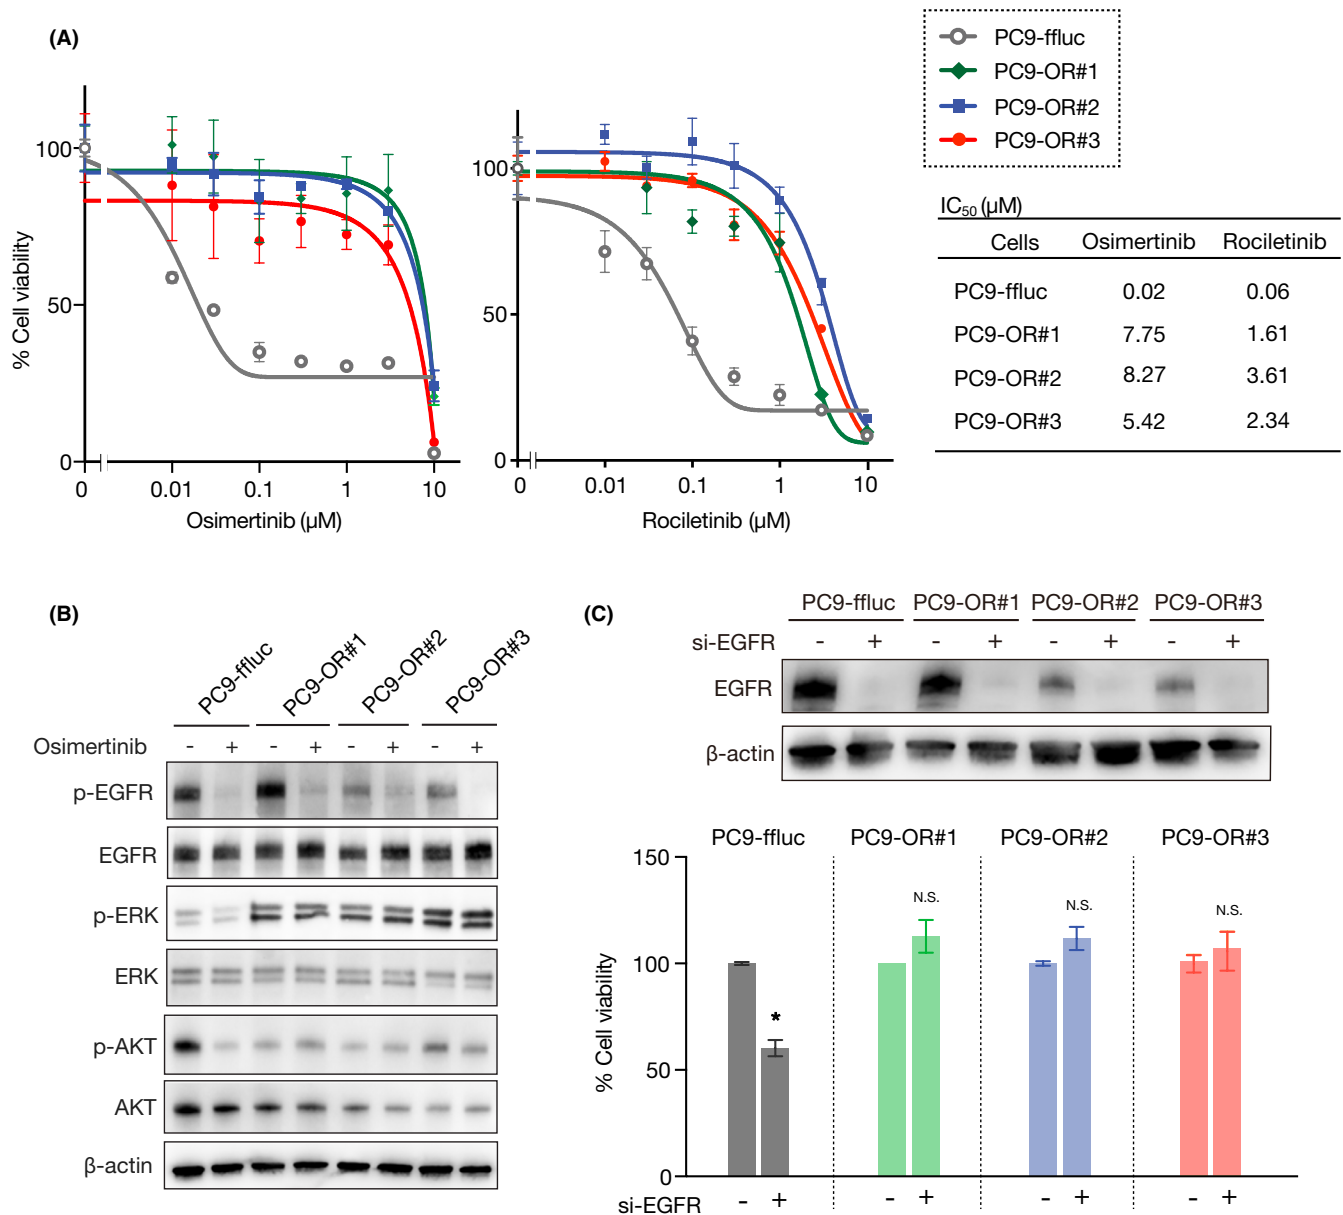 (A)
PC9-ffluc
PC9-OR#1
PC9-OR#2
PC9-OR#3
% Cell viability
100
50
0
0 0.01 0.1 1 10
Osimertinib (µM)
100
50
0
0 0.01 0.1 1 10
Rociletinib (µM)
IC50 (µM)
Cells Osimertinib Rociletinib
PC9-ffluc 0.02 0.06
PC9-OR#1 7.75 1.61
PC9-OR#2 8.27 3.61
PC9-OR#3 5.42 2.34
(B)
PC9-ffluc PC9-OR#1 PC9-OR#2 PC9-OR#3
Osimertinib - + - + - + - +
p-EGFR
EGFR
p-ERK
ERK
p-AKT
AKT
β-actin
(C)
PC9-ffluc PC9-OR#1 PC9-OR#2 PC9-OR#3
si-EGFR - + - + - + - +
EGFR
β-actin
PC9-ffluc PC9-OR#1 PC9-OR#2 PC9-OR#3
% Cell viability
150
100
50
0
* N.S. N.S. N.S.
si-EGFR - + - + - + - +